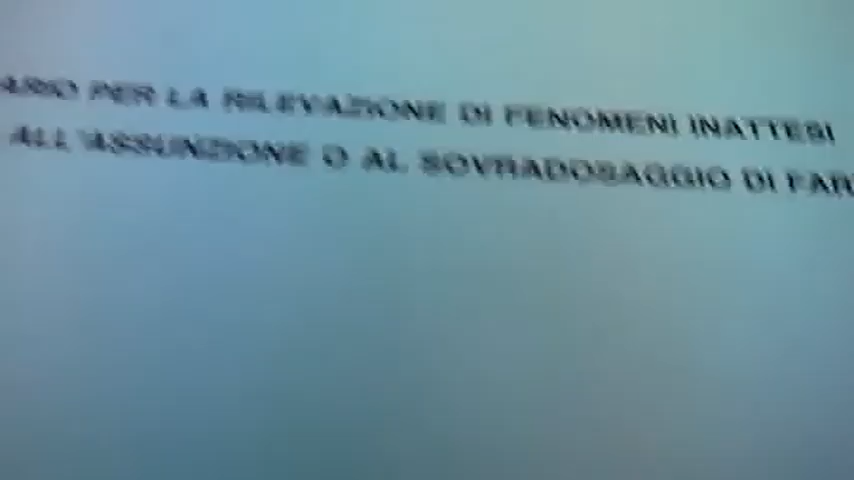 PER LA RILEVAZIONE DI FENOMENI INATTESI
ALL'ASSUNZIONE O AL SOVRADOSAGGIO DI